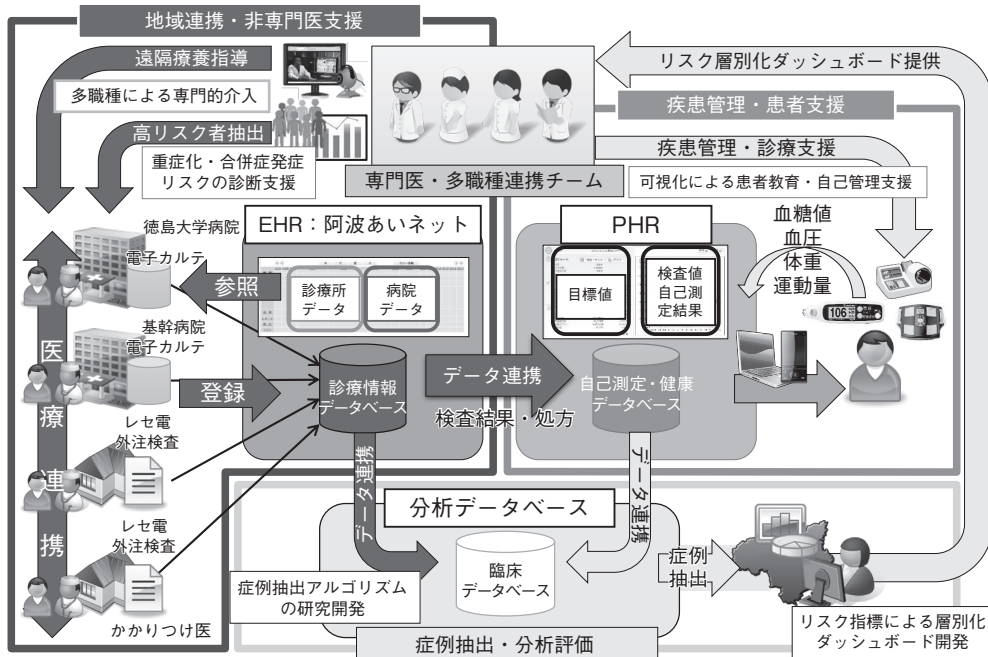 地域連携・非専門医支援
遠隔療養指導
多職種による専門的介入
高リスク者抽出
重症化・合併症発症
リスクの診断支援
専門医・多職種連携チーム
リスク層別化ダッシュボード提供
疾患管理・患者支援
疾患管理・診療支援
可視化による患者教育・自己管理支援
徳島大学病院
電子カルテ
基幹病院
電子カルテ
レセ電
外注検査
レセ電
外注検査
かかりつけ医
医療連携
EHR：阿波あいネット
参照
診療所
データ
病院
データ
登録
診療情報
データベース
データ連携
検査結果・処方
PHR
目標値
検査値
自己測
定結果
自己測定・健康
データベース
血糖値
血圧
体重
運動量
106
データ連携
データ連携
分析データベース
臨床
データベース
症例抽出アルゴリズム
の研究開発
症例
抽出
症例抽出・分析評価
リスク指標による層別化
ダッシュボード開発